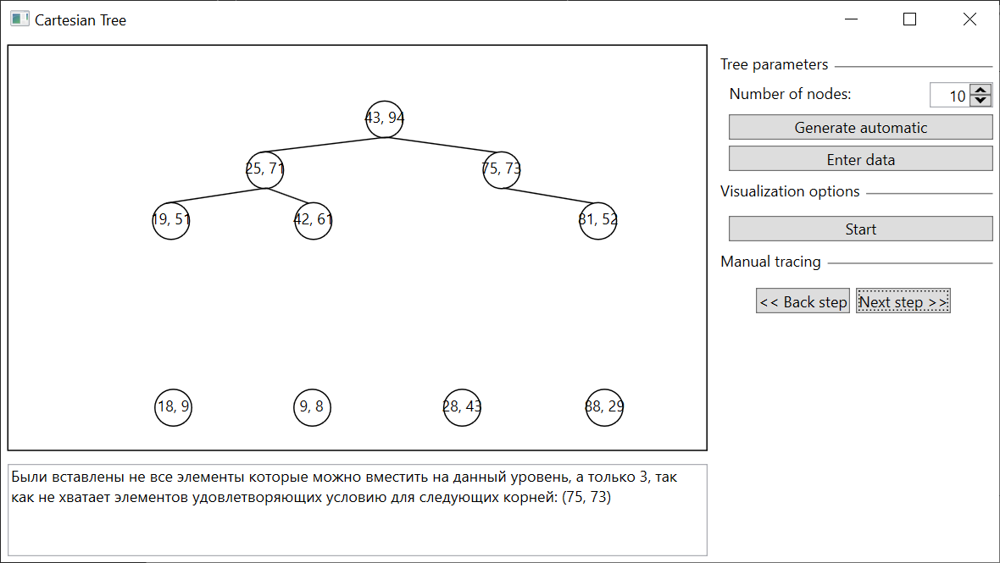 Cartesian Tree
43, 94
25, 71
75, 73
19, 51
42, 61
81, 52
18, 9
9, 8
28, 43
88, 29
Были вставлены не все элементы которые можно вместить на данный уровень, а только 3, так
как не хватает элементов удовлетворяющих условию для следующих корней: (75, 73)
Tree parameters
Number of nodes: 10
Generate automatic
Enter data
Visualization options
Start
Manual tracing
<< Back step Next step >>